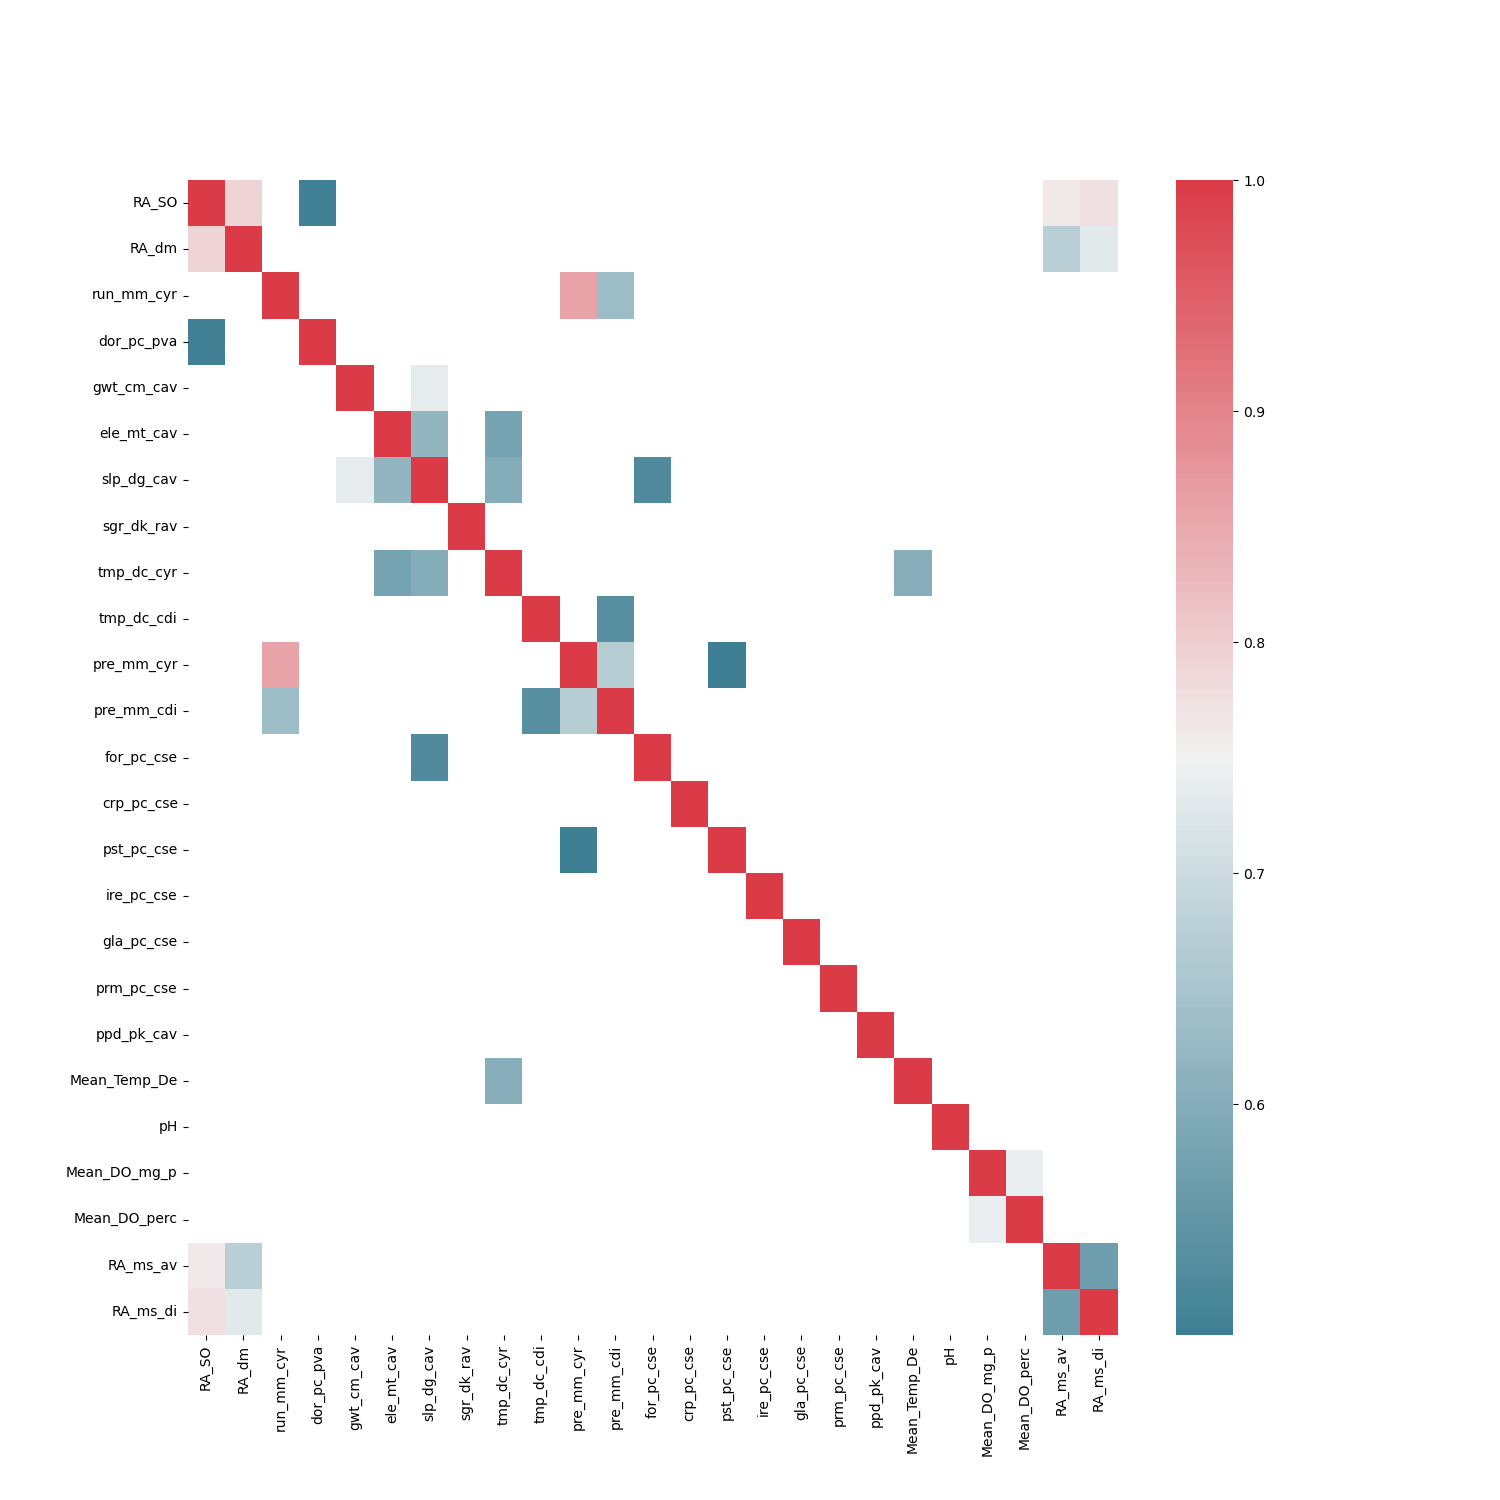 RA_SO
RA_dm
run_mm_cyr
dor_pc_pva
gwt_cm_cav
ele_mt_cav
slp_dg_cav
sgr_dk_rav
tmp_dc_cyr
tmp_dc_cdi
pre_mm_cyr
pre_mm_cdi
for_pc_cse
crp_pc_cse
pst_pc_cse
ire_pc_cse
gla_pc_cse
prm_pc_cse
ppd_pk_cav
Mean_Temp_De
pH
Mean_DO_mg_p
Mean_DO_perc
RA_ms_av
RA_ms_di
RA_SO
RA_dm
run_mm_cyr
dor_pc_pva
gwt_cm_cav
ele_mt_cav
slp_dg_cav
sgr_dk_rav
tmp_dc_cyr
tmp_dc_cdi
pre_mm_cyr
pre_mm_cdi
for_pc_cse
crp_pc_cse
pst_pc_cse
ire_pc_cse
gla_pc_cse
prm_pc_cse
ppd_pk_cav
Mean_Temp_De
pH
Mean_DO_mg_p
Mean_DO_perc
RA_ms_av
RA_ms_di
1.0
0.9
0.8
0.7
0.6